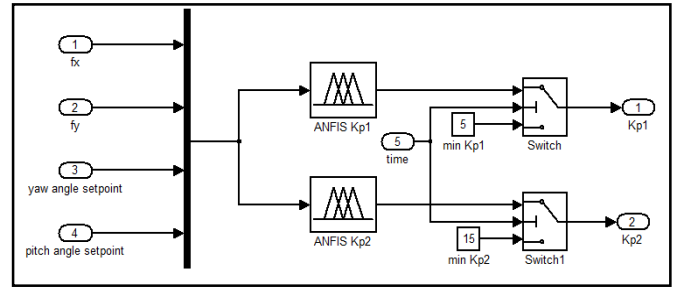 1
fx
2
fy
3
yaw angle setpoint
4
pitch angle setpoint
ANFIS Kp1
ANFIS Kp2
5
time
5
min Kp1
15
min Kp2
Switch
Switch1
1
Kp1
2
Kp2